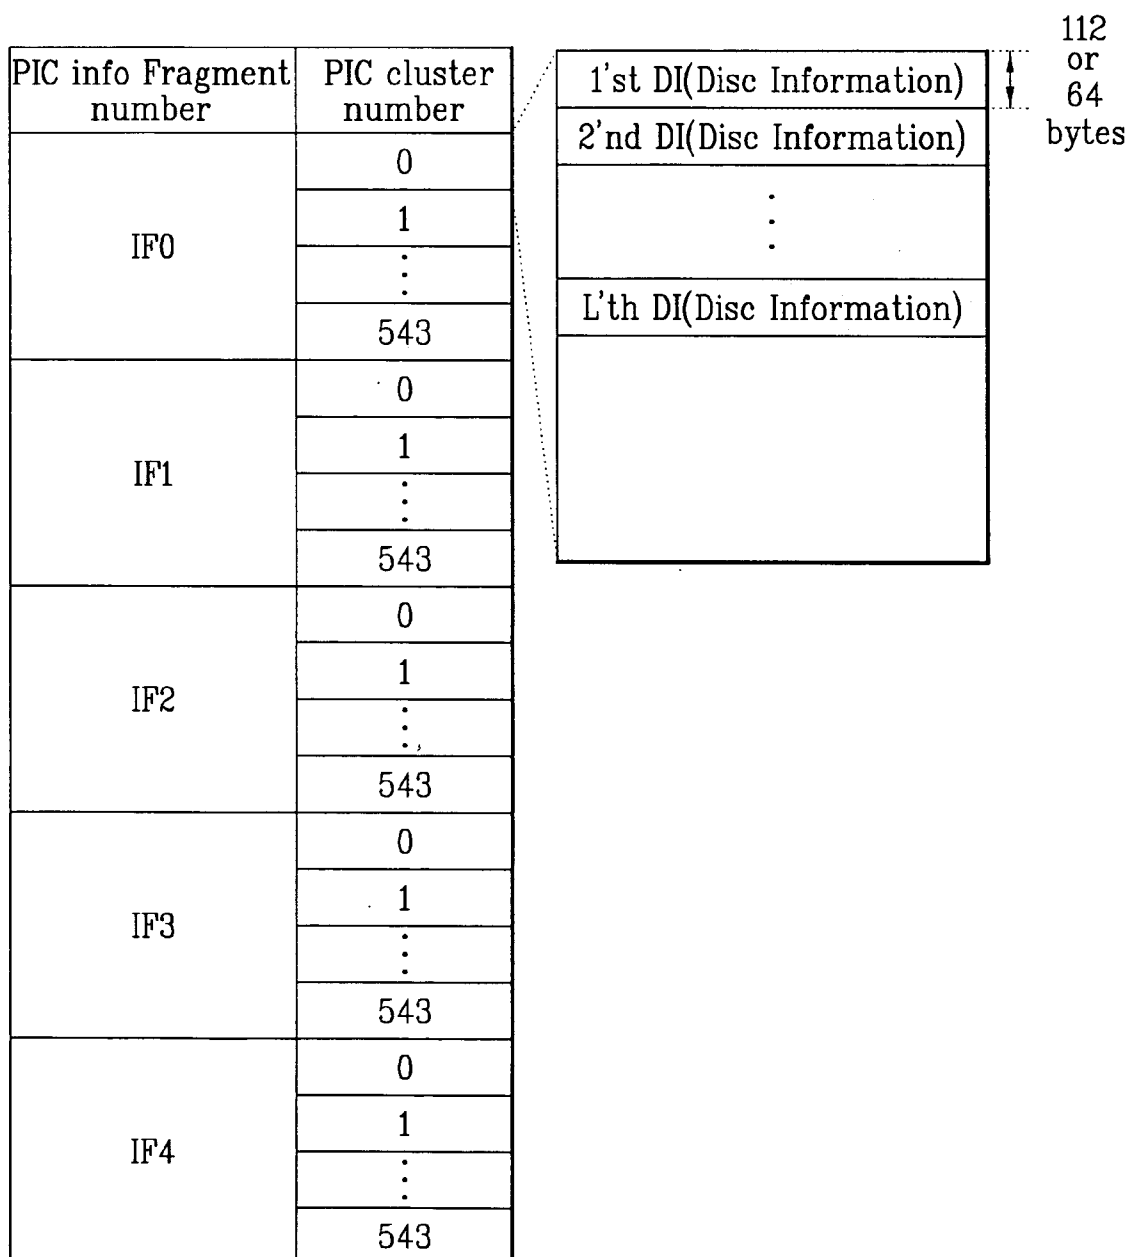 PIC info Fragment number
PIC cluster number
IF0
0
1
543
IF1
0
1
543
IF2
0
1
543
IF3
0
1
543
IF4
0
1
543
1'st DI(Disc Information)
2'nd DI(Disc Information)
L'th DI(Disc Information)
112
or
64
bytes